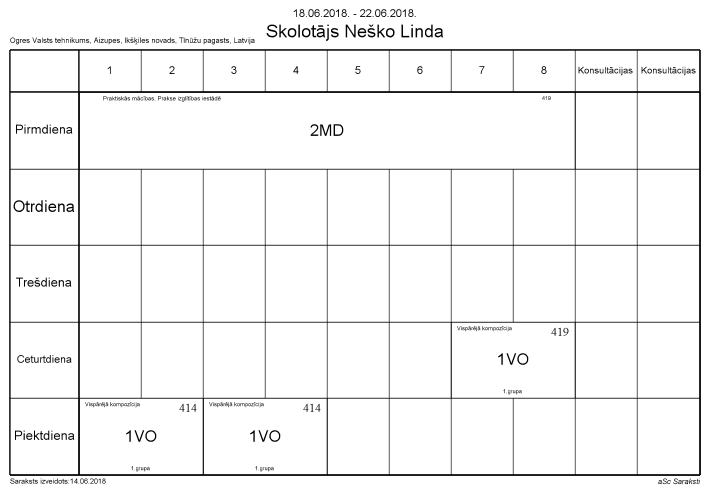 18.06.2018. - 22.06.2018.
Skolotājs Neško Linda
Ogres Valsts tehnikums, Aizupes, Ikšķiles novads, Tīnūžu pagasts, Latvija
1 2 3 4 5 6 7 8 Konsultācijas Konsultācijas
Praktiskās mācības. Prakse izglītības iestādē 419
Pirmdiena 2MD
Otrdiena
Trešdiena
Vispārējā kompozīcija 419
Ceturtdiena 1VO
1.grupa
Vispārējā kompozīcija 414 Vispārējā kompozīcija 414
Piektdiena 1VO 1VO
1.grupa 1.grupa
Saraksts izveidots:14.06.2018 aSc Saraksti